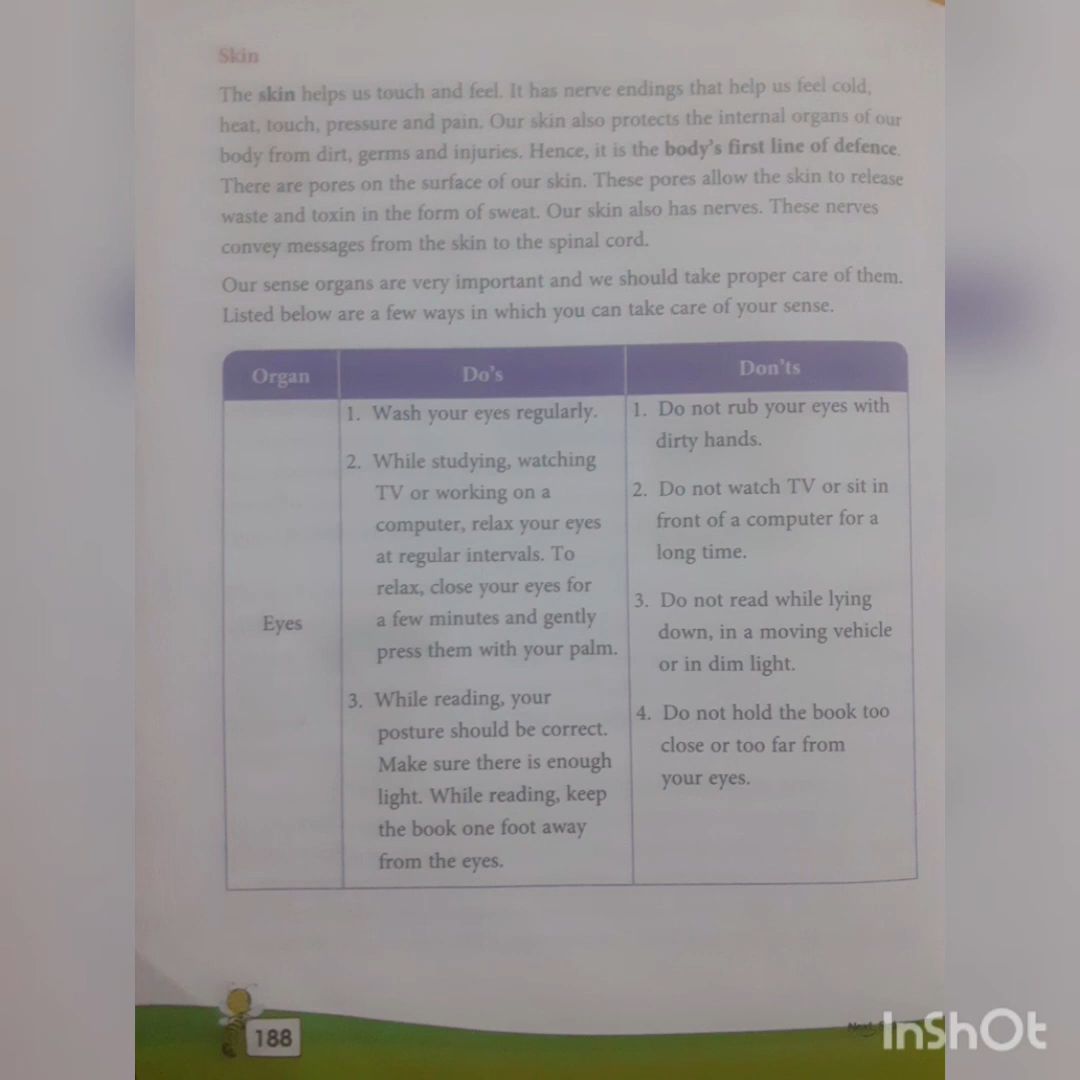 Skin
The skin helps us touch and feel. It has nerve endings that help us feel cold,
heat, touch, pressure and pain. Our skin also protects the internal organs of our
body from dirt, germs and injuries. Hence, it is the body's first line of defence.
There are pores on the surface of our skin. These pores allow the skin to release
waste and toxin in the form of sweat. Our skin also has nerves. These nerves
convey messages from the skin to the spinal cord.
Our sense organs are very important and we should take proper care of them.
Listed below are a few ways in which you can take care of your sense.
Organ
Do's
Don'ts
Eyes
1. Wash your eyes regularly.
2. While studying, watching
TV or working on a
computer, relax your eyes
at regular intervals. To
relax, close your eyes for
a few minutes and gently
press them with your palm.
3. While reading, your
posture should be correct.
Make sure there is enough
light. While reading, keep
the book one foot away
from the eyes.
1. Do not rub your eyes with
dirty hands.
2. Do not watch TV or sit in
front of a computer for a
long time.
3. Do not read while lying
down, in a moving vehicle
or in dim light.
4. Do not hold the book too
close or too far from
your eyes.
188
InShOt